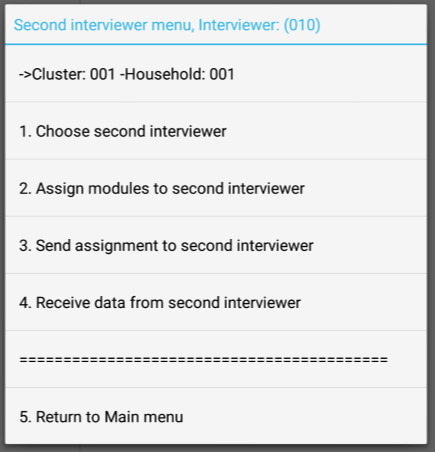 Second interviewer menu, Interviewer: (010)
->Cluster: 001 -Household: 001
1. Choose second interviewer
2. Assign modules to second interviewer
3. Send assignment to second interviewer
4. Receive data from second interviewer
==========================================
5. Return to Main menu